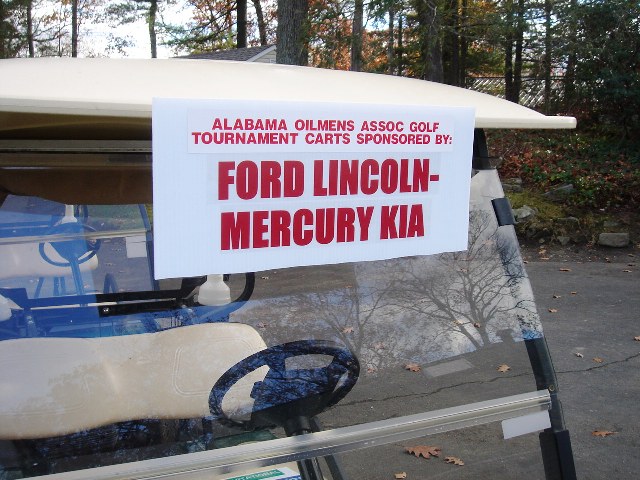 ALABAMA OILMENS ASSOC GOLF
TOURNAMENT CARTS SPONSORED BY:
FORD LINCOLN-
MERCURY KIA